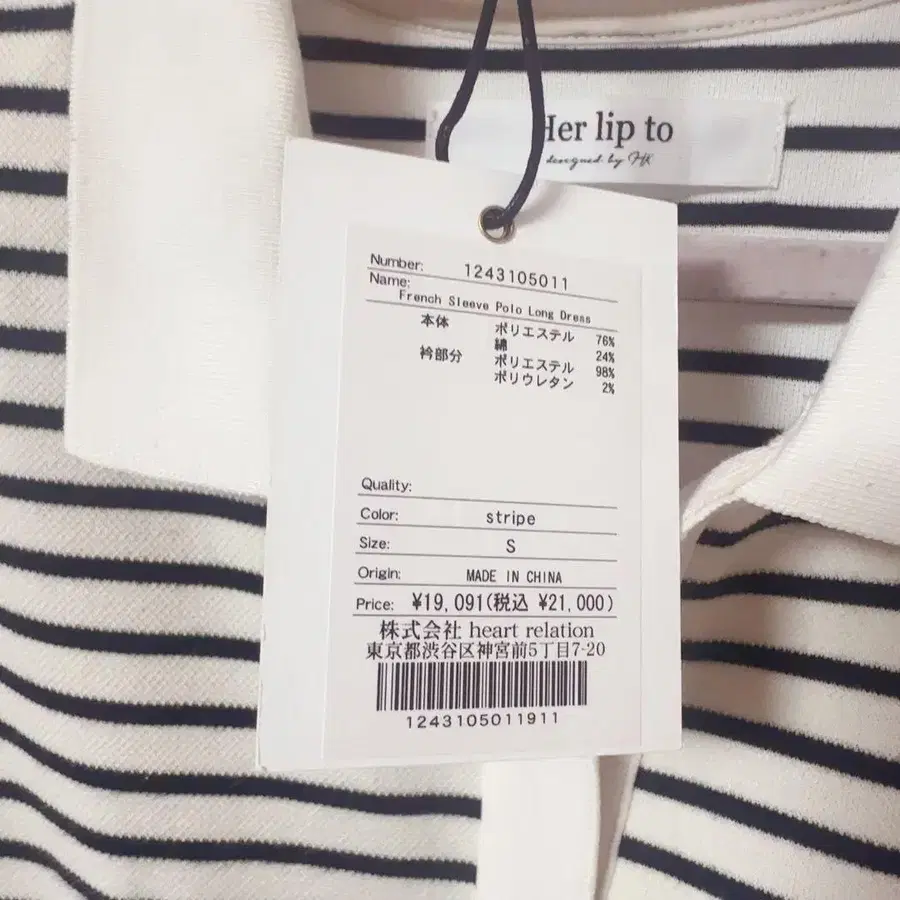 Her lip to
designed by HK
Number: 1243105011
Name:
French Sleeve Polo Long Dress
本体 ポリエステル 76%
綿 24%
衿部分 ポリエステル 98%
ポリウレタン 2%
Quality:
Color: stripe
Size: S
Origin: MADE IN CHINA
Price: ¥19,091(税込 ¥21,000)
株式会社 heart relation
東京都渋谷区神宮前5丁目7-20
1243105011911